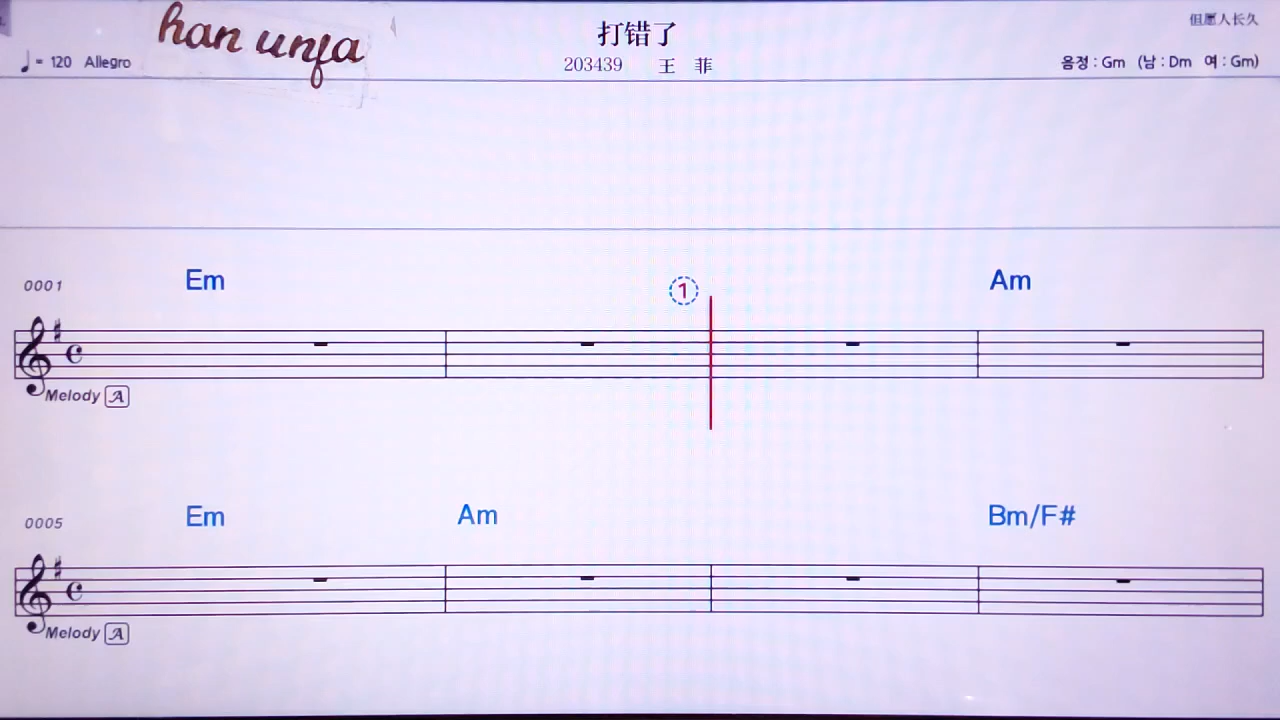 han unfa
打错了
但愿人长久
♩= 120 Allegro
203439 王 菲
음정 : Gm (남 : Dm 여 : Gm)
0001 Em ① Am
Melody A
0005 Em Am Bm/F#
Melody A